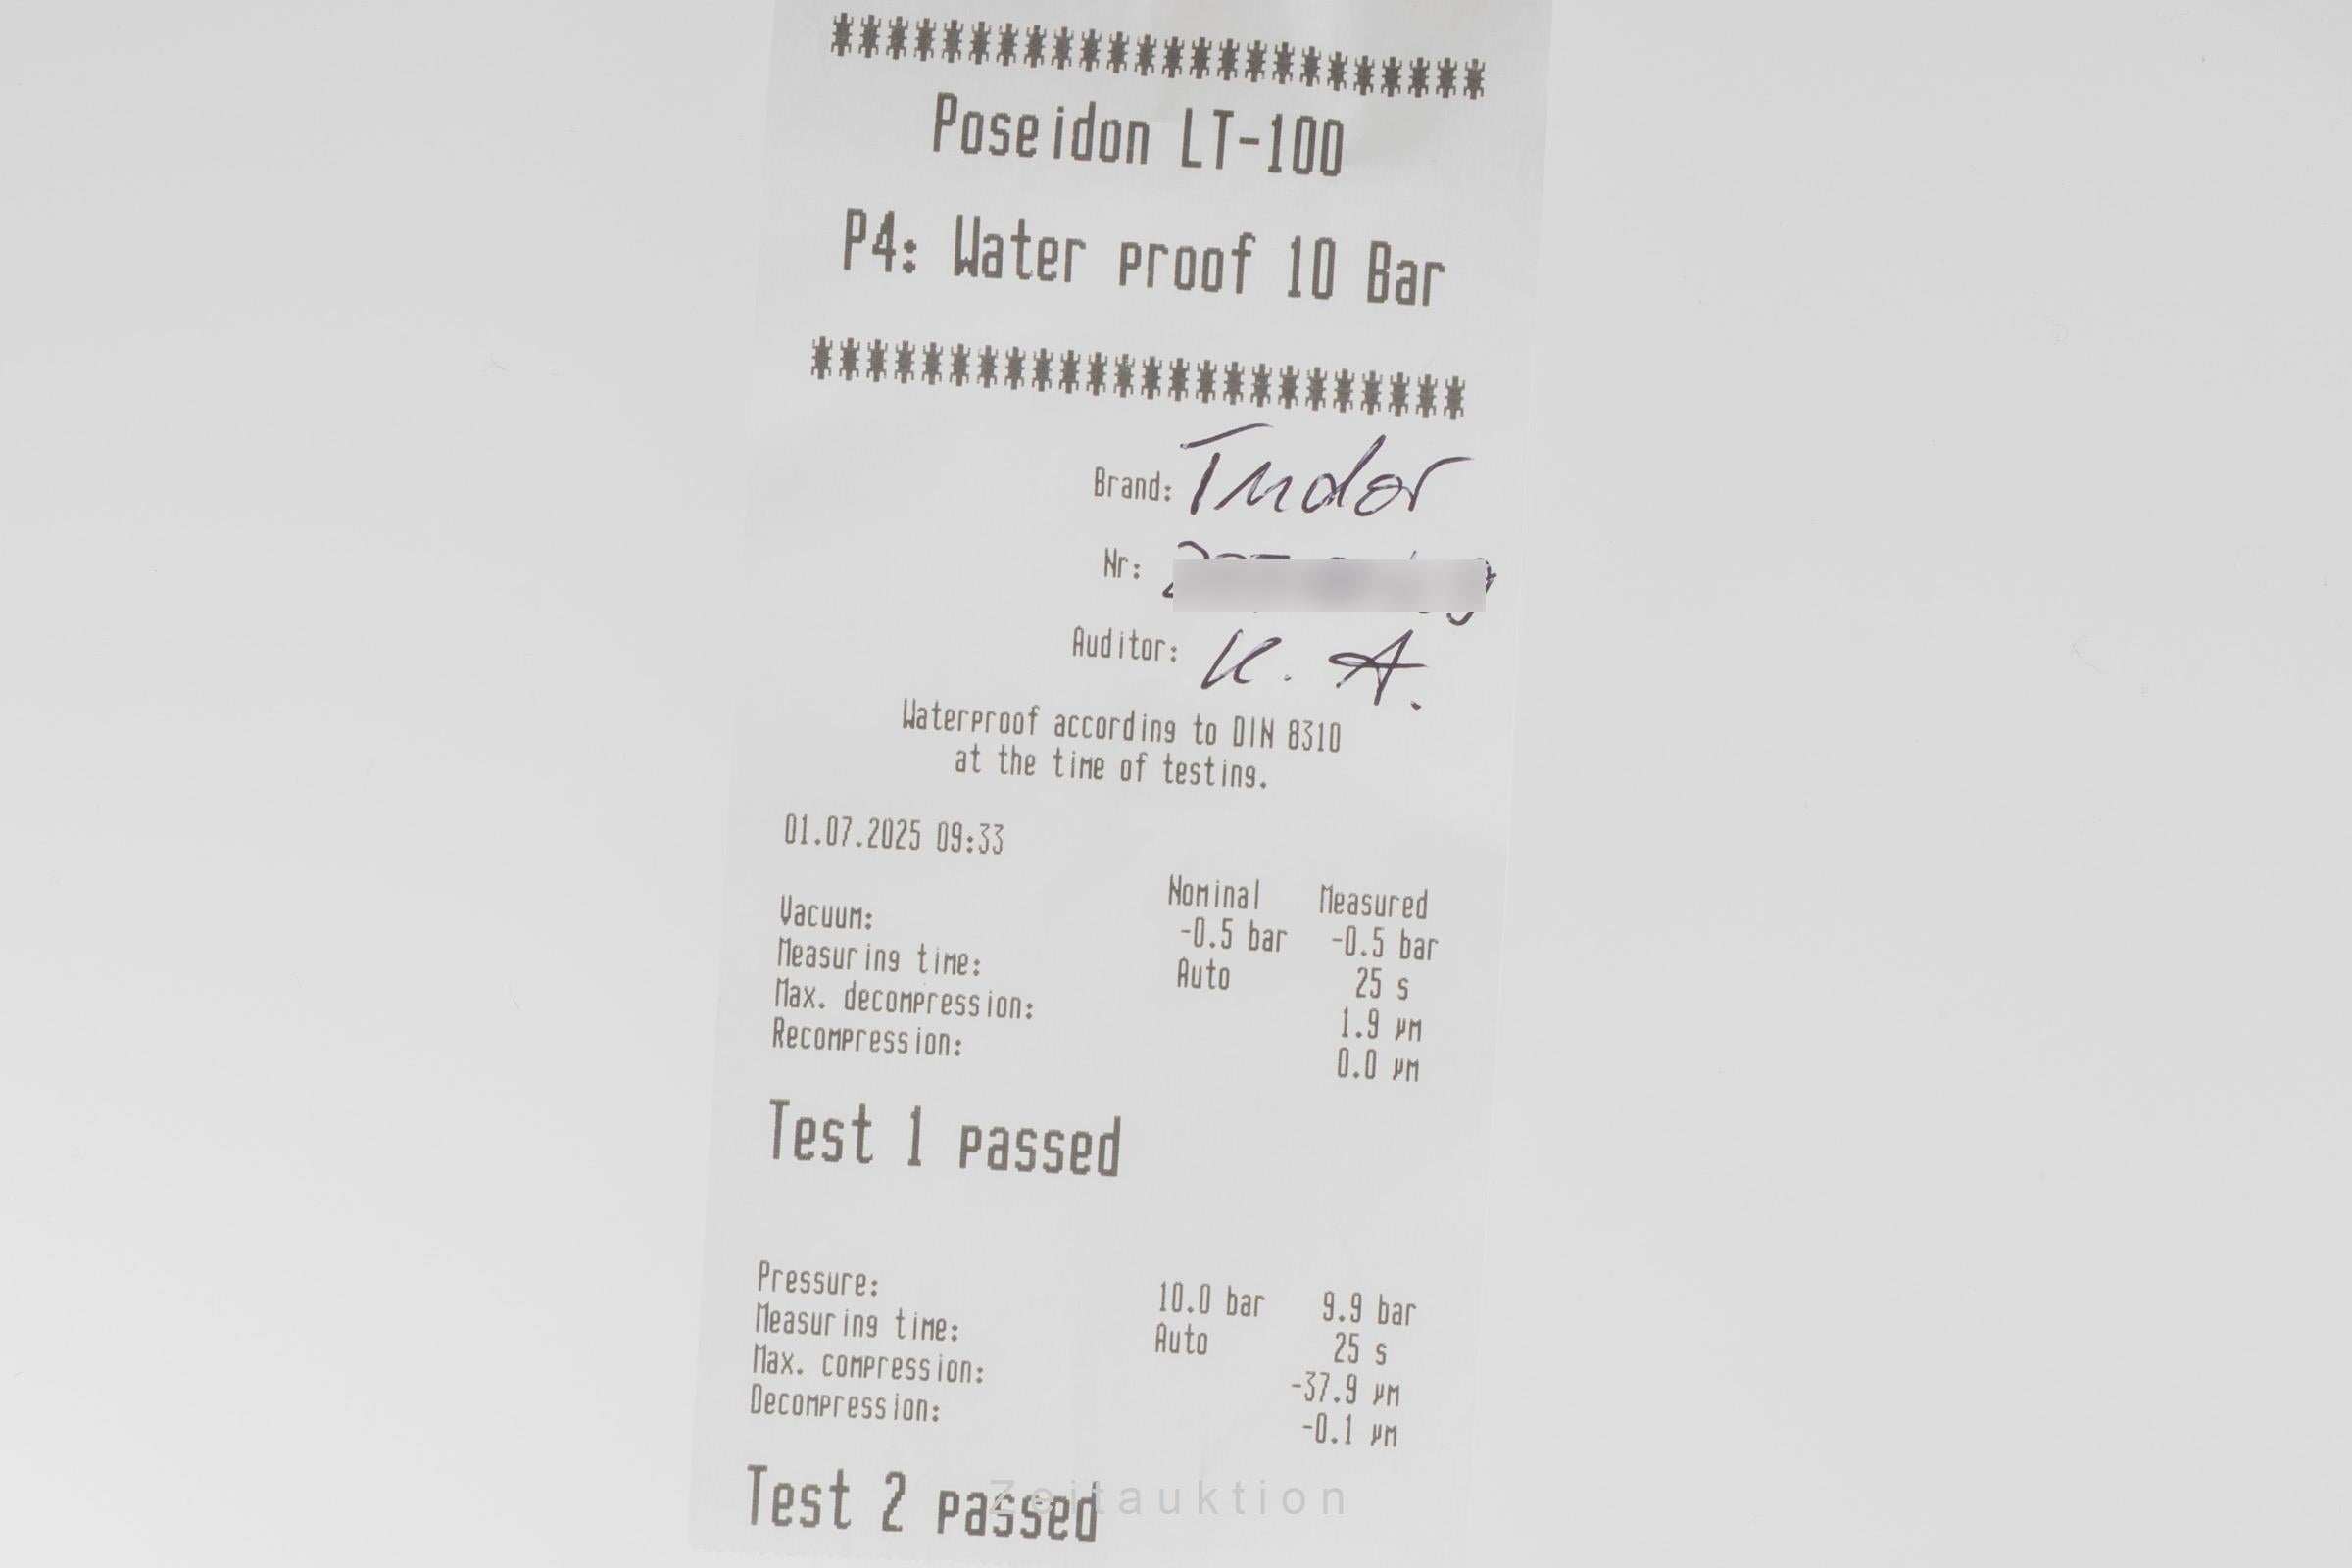 ************************
Poseidon LT-100
P4: Water proof 10 Bar
************************
Brand: Tudor
Nr:
Auditor: K. A.
Waterproof according to DIN 8310
at the time of testing.
01.07.2025 09:33
Nominal Measured
Vacuum: -0.5 bar -0.5 bar
Measuring time: Auto 25 s
Max. decompression: 1.9 µm
Recompression: 0.0 µm
Test 1 passed
Pressure: 10.0 bar 9.9 bar
Measuring time: Auto 25 s
Max. compression: -37.9 µm
Decompression: -0.1 µm
Test 2 passed
Zeitauktion